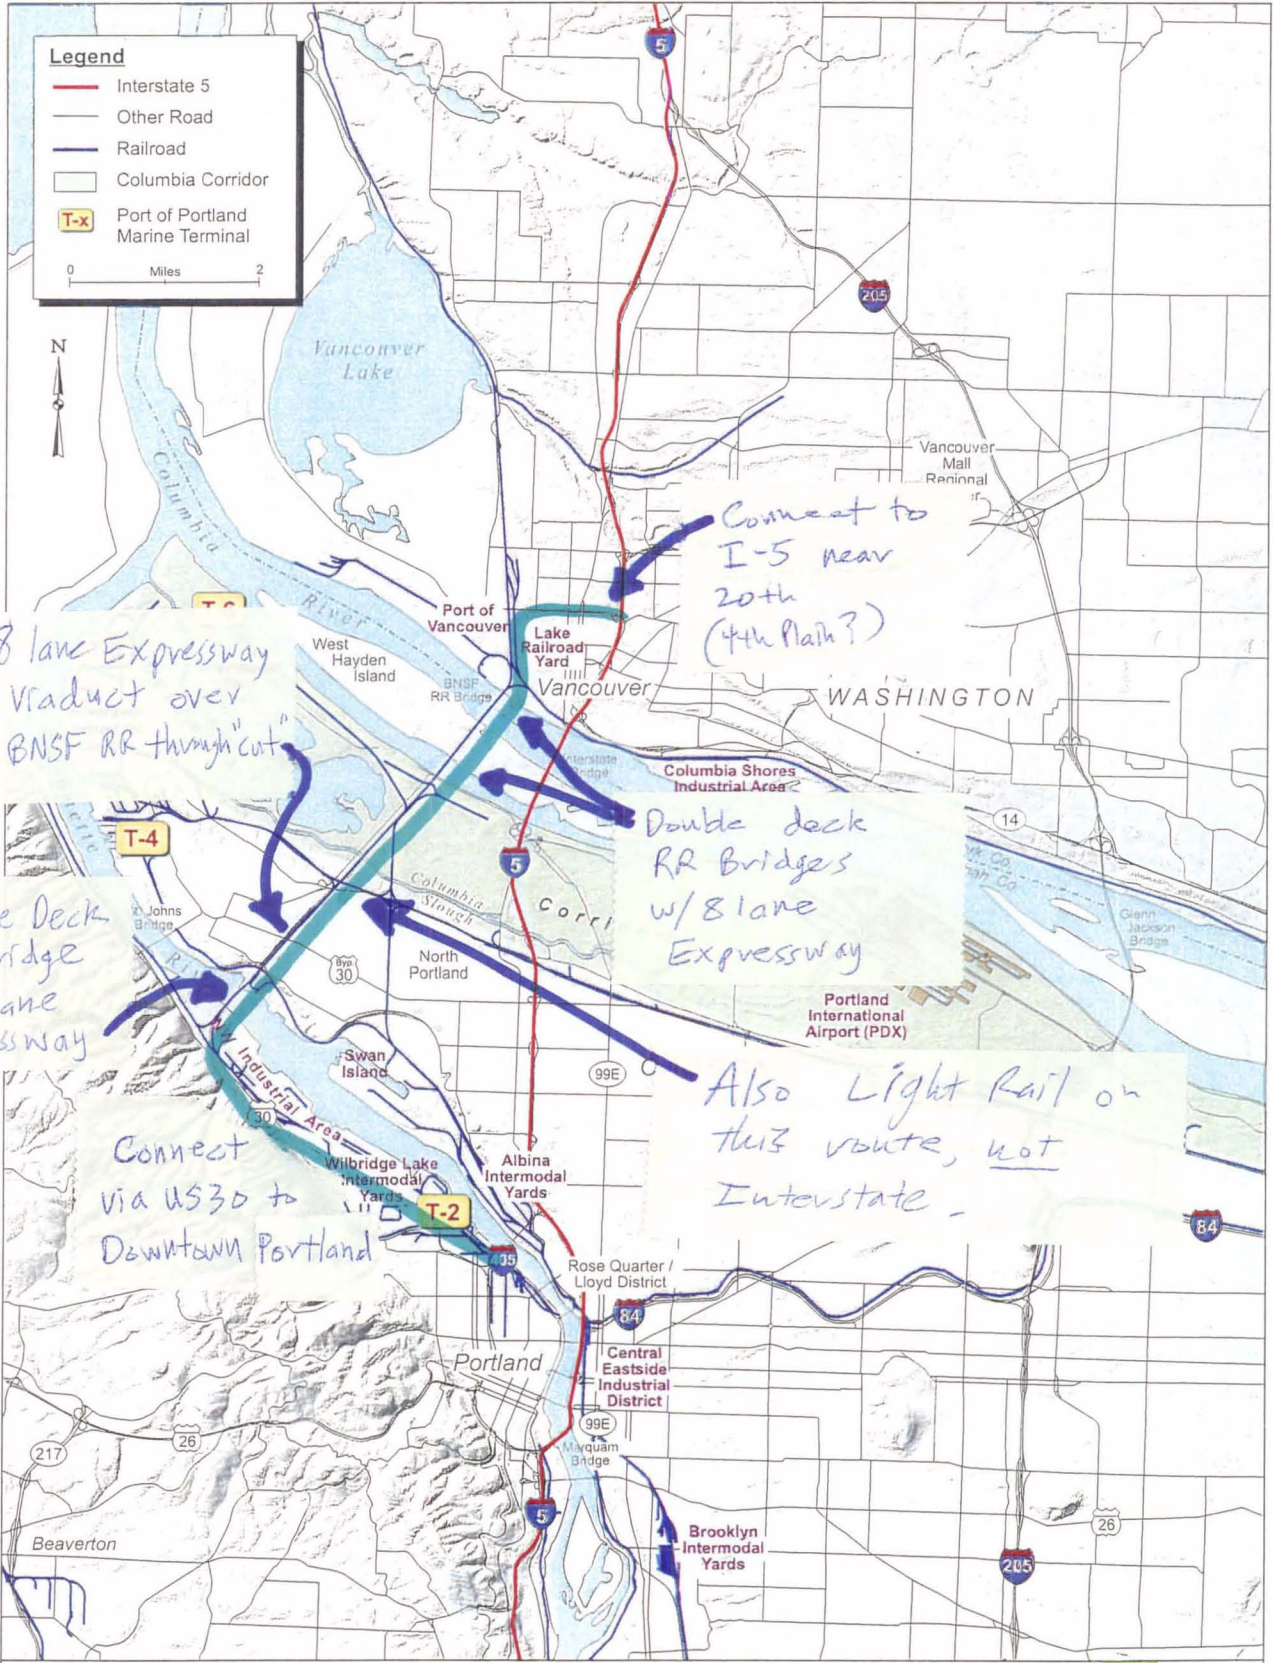 Legend
Interstate 5
Other Road
Railroad
Columbia Corridor
T-x
Port of Portland
Marine Terminal
0 Miles 2
N
5
205
Vancouver
Lake
Columbia
River
Vancouver
Mall
Regional
Connect to
I-5 near
20th
(4th Plain?)
Port of
Vancouver
Lake
Railroad
Yard
West
Hayden
Island
BNSF
RR Bridge
Vancouver
WASHINGTON
8 lane Expressway
Viaduct over
BNSF RR through "cut"
Interstate
Bridge
Columbia Shores
Industrial Area
Double deck
RR Bridges
w/ 8 lane
Expressway
14
T-4
5
Columbia
Slough
Corri
Johns
Bridge
e Deck
ridge
ane
ssway
Byp
30
North
Portland
Glenn
Jackson
Bridge
Portland
International
Airport (PDX)
NW Industrial Area
Swan
Island
99E
Also Light Rail on
this route, not
Interstate
30
Connect
via US30 to
Downtown Portland
Wilbridge Lake
Intermodal
Yards
Albina
Intermodal
Yards
T-2
84
Rose Quarter /
Lloyd District
84
Portland
Central
Eastside
Industrial
District
99E
Marquam
Bridge
217
26
5
Beaverton
Brooklyn
Intermodal
Yards
26
205